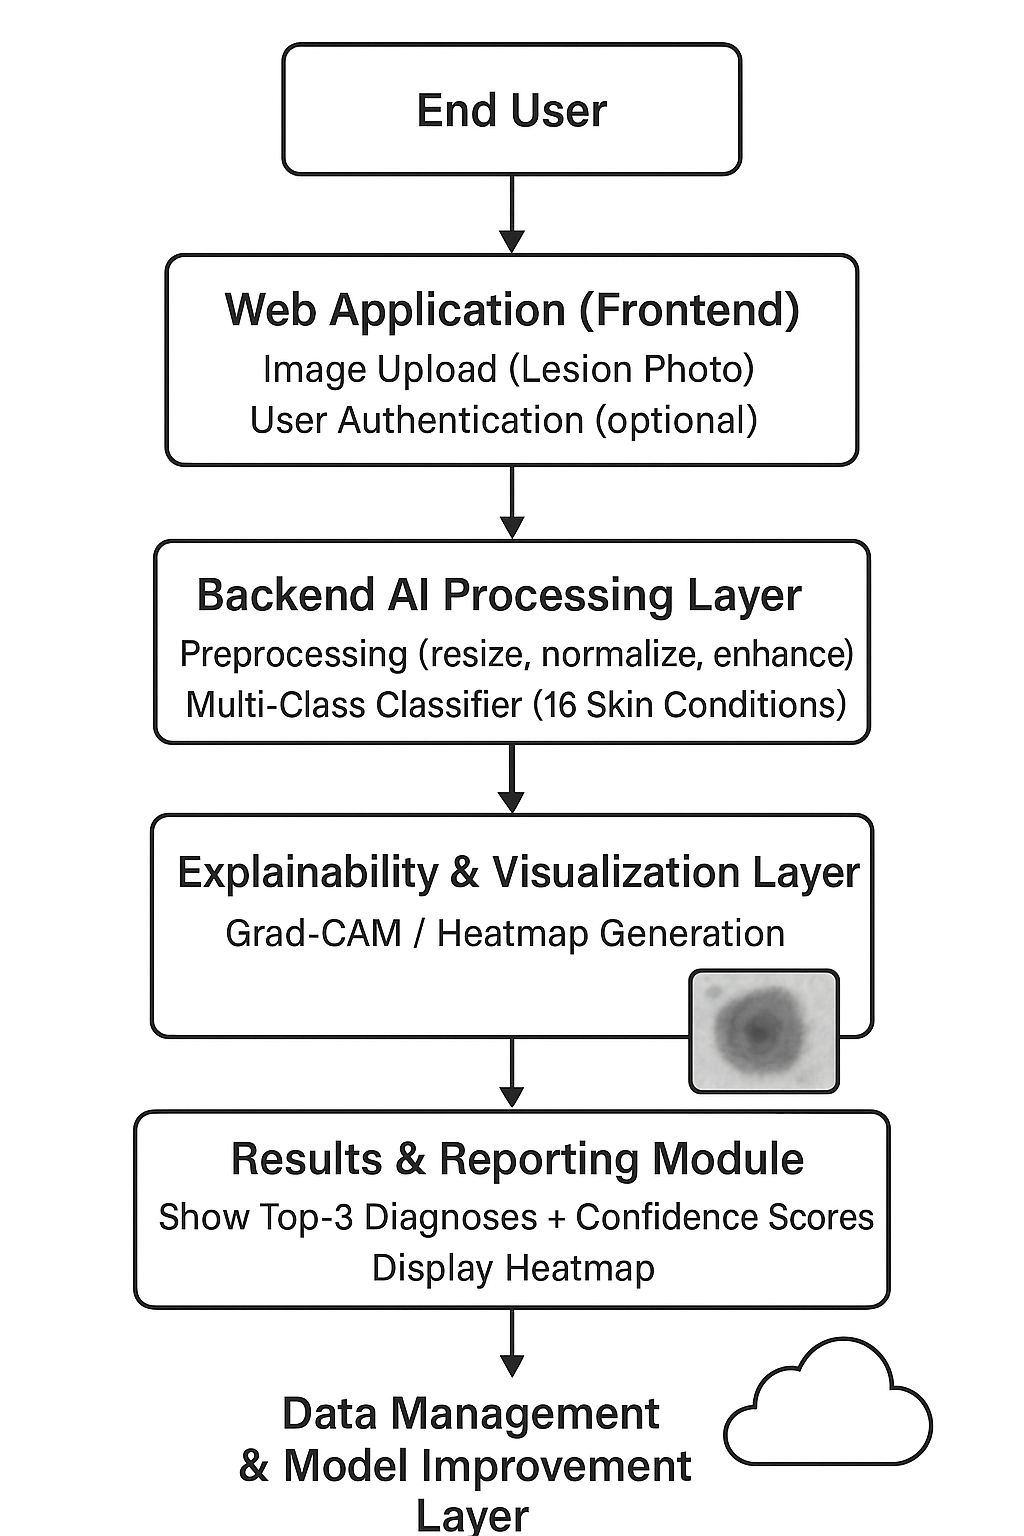 End User
Web Application (Frontend)
Image Upload (Lesion Photo)
User Authentication (optional)
Backend AI Processing Layer
Preprocessing (resize, normalize, enhance)
Multi-Class Classifier (16 Skin Conditions)
Explainability & Visualization Layer
Grad-CAM / Heatmap Generation
Results & Reporting Module
Show Top-3 Diagnoses + Confidence Scores
Display Heatmap
Data Management
& Model Improvement
Layer